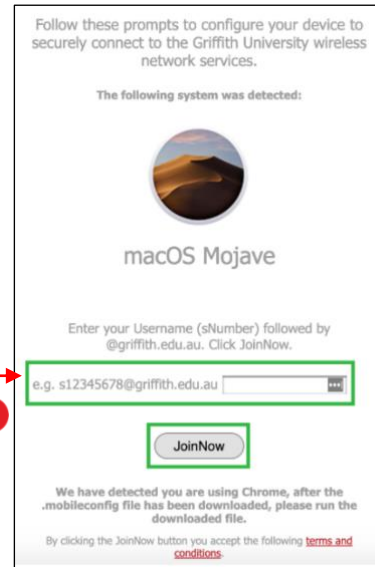 Follow these prompts to configure your device to
securely connect to the Griffith University wireless
network services.
The following system was detected:
macOS Mojave
Enter your Username (sNumber) followed by
@griffith.edu.au. Click JoinNow.
e.g. s12345678@griffith.edu.au
JoinNow
We have detected you are using Chrome, after the
.mobileconfig file has been downloaded, please run the
downloaded file.
By clicking the JoinNow button you accept the following terms and
conditions.